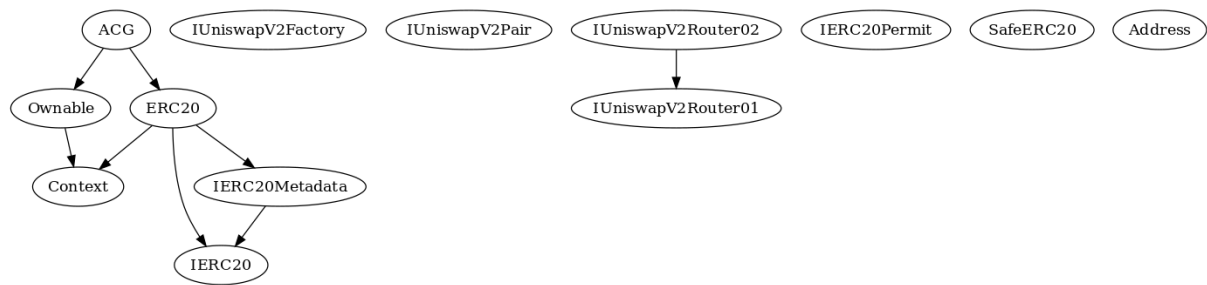 ACG
IUniswapV2Factory
IUniswapV2Pair
IUniswapV2Router02
IERC20Permit
SafeERC20
Address
Ownable
ERC20
IUniswapV2Router01
Context
IERC20Metadata
IERC20